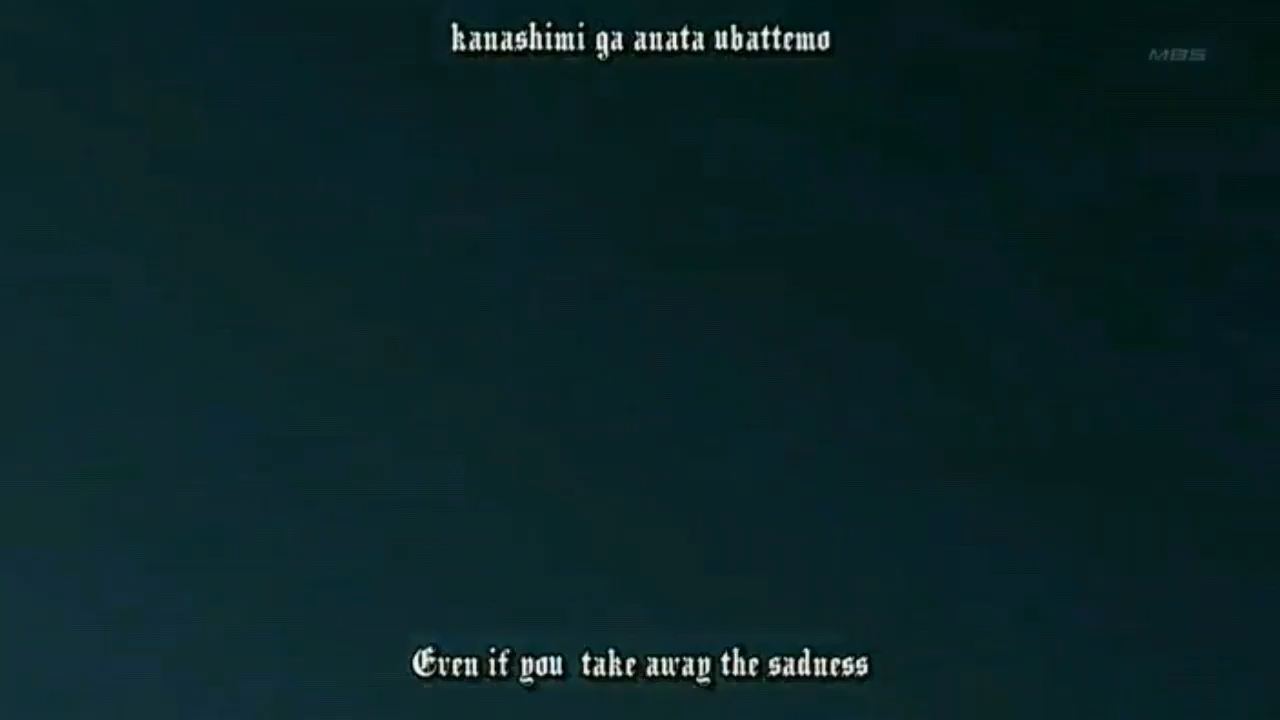 kanashimi ga anata ubattemo
MBS
Even if you take away the sadness